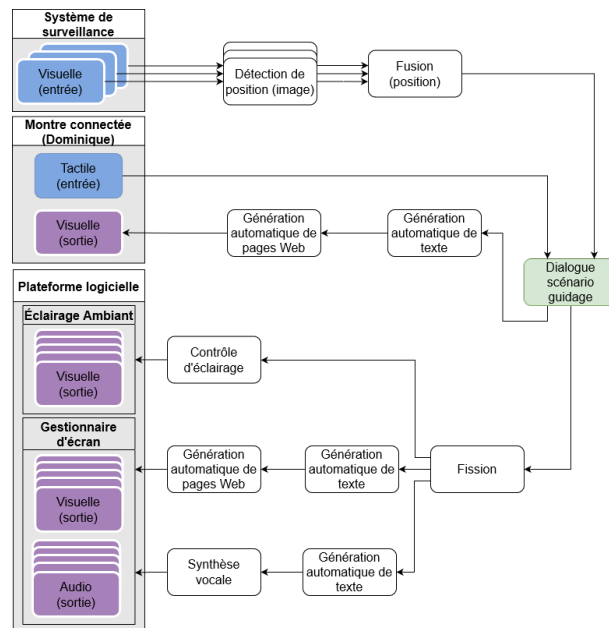 Système de
surveillance
Visuelle
(entrée)
Détection de
position (image)
Fusion
(position)
Montre connectée
(Dominique)
Tactile
(entrée)
Visuelle
(sortie)
Génération
automatique
de pages Web
Génération
automatique
de texte
Dialogue
scénario
guidage
Plateforme logicielle
Éclairage Ambiant
Visuelle
(sortie)
Contrôle
d'éclairage
Gestionnaire
d'écran
Visuelle
(sortie)
Génération
automatique de
pages Web
Génération
automatique de
texte
Fission
Audio
(sortie)
Synthèse
vocale
Génération
automatique de
texte